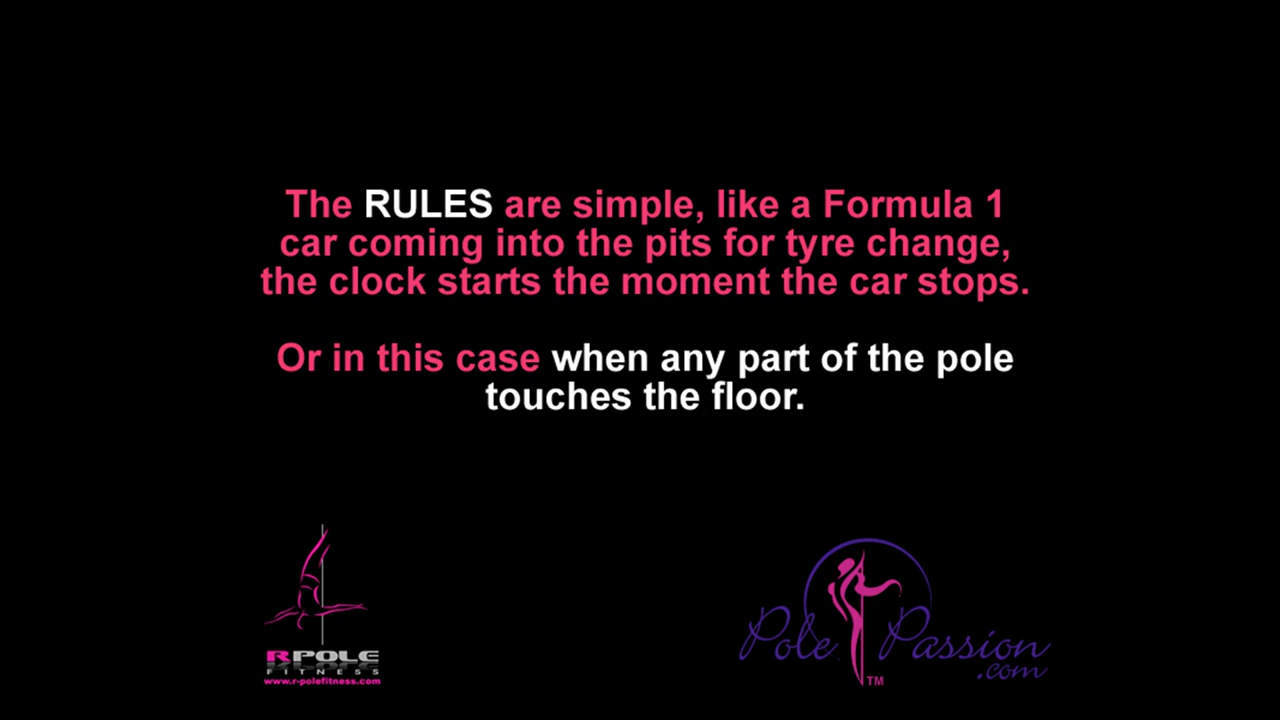 The RULES are simple, like a Formula 1
car coming into the pits for tyre change,
the clock starts the moment the car stops.
Or in this case when any part of the pole
touches the floor.
RPOLE
FITNESS
www.r-polefitness.com
Pole Passion
.com
TM